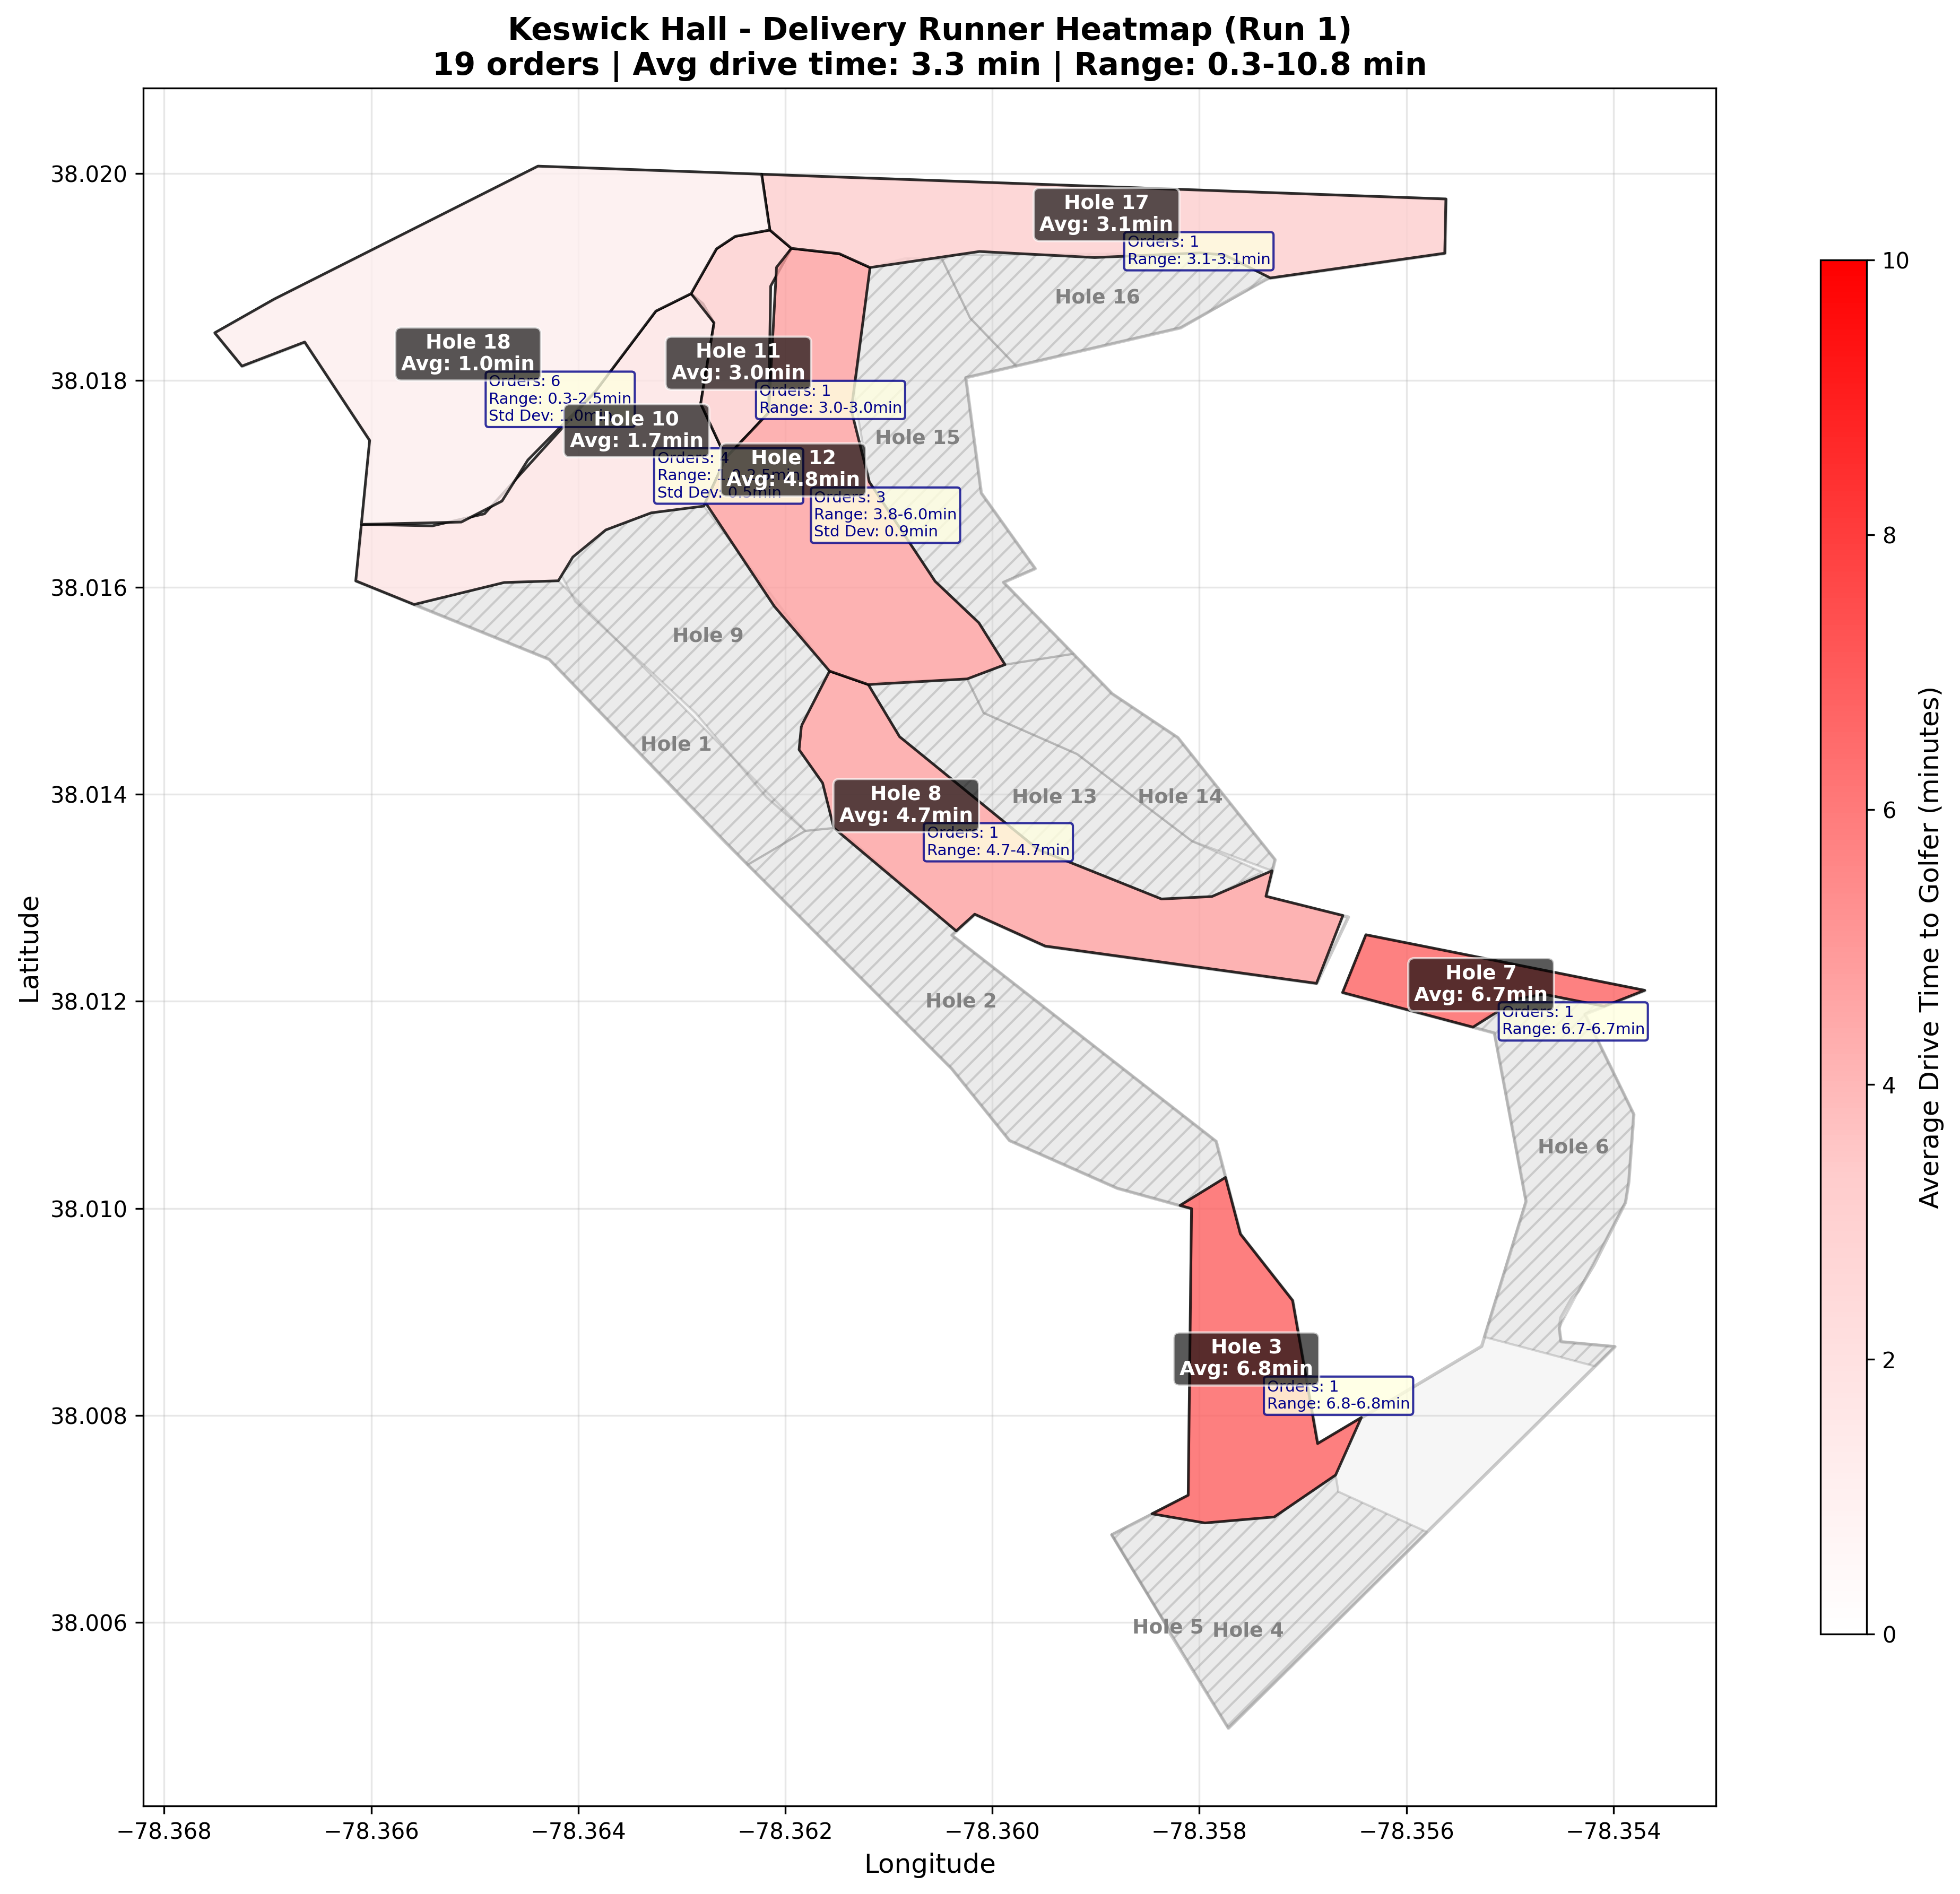 Keswick Hall - Delivery Runner Heatmap (Run 1)
19 orders | Avg drive time: 3.3 min | Range: 0.3-10.8 min
Hole 17
Avg: 3.1min
Orders: 1
Range: 3.1-3.1min
Hole 16
Hole 18
Avg: 1.0min
Orders: 6
Range: 0.3-2.5min
Std Dev: 1.0min
Hole 11
Avg: 3.0min
Orders: 1
Range: 3.0-3.0min
Hole 10
Avg: 1.7min
Orders: 4
Range:
Std Dev: 0.5min
Hole 15
Hole 12
Avg: 4.8min
Orders: 3
Range: 3.8-6.0min
Std Dev: 0.9min
Hole 9
Hole 1
Hole 8
Avg: 4.7min
Orders: 1
Range: 4.7-4.7min
Hole 13
Hole 14
Hole 7
Avg: 6.7min
Orders: 1
Range: 6.7-6.7min
Hole 2
Hole 6
Hole 3
Avg: 6.8min
Orders: 1
Range: 6.8-6.8min
Hole 5
Hole 4
38.020
38.018
38.016
38.014
38.012
38.010
38.008
38.006
Latitude
−78.368
−78.366
−78.364
−78.362
−78.360
−78.358
−78.356
−78.354
Longitude
10
8
6
4
2
0
Average Drive Time to Golfer (minutes)